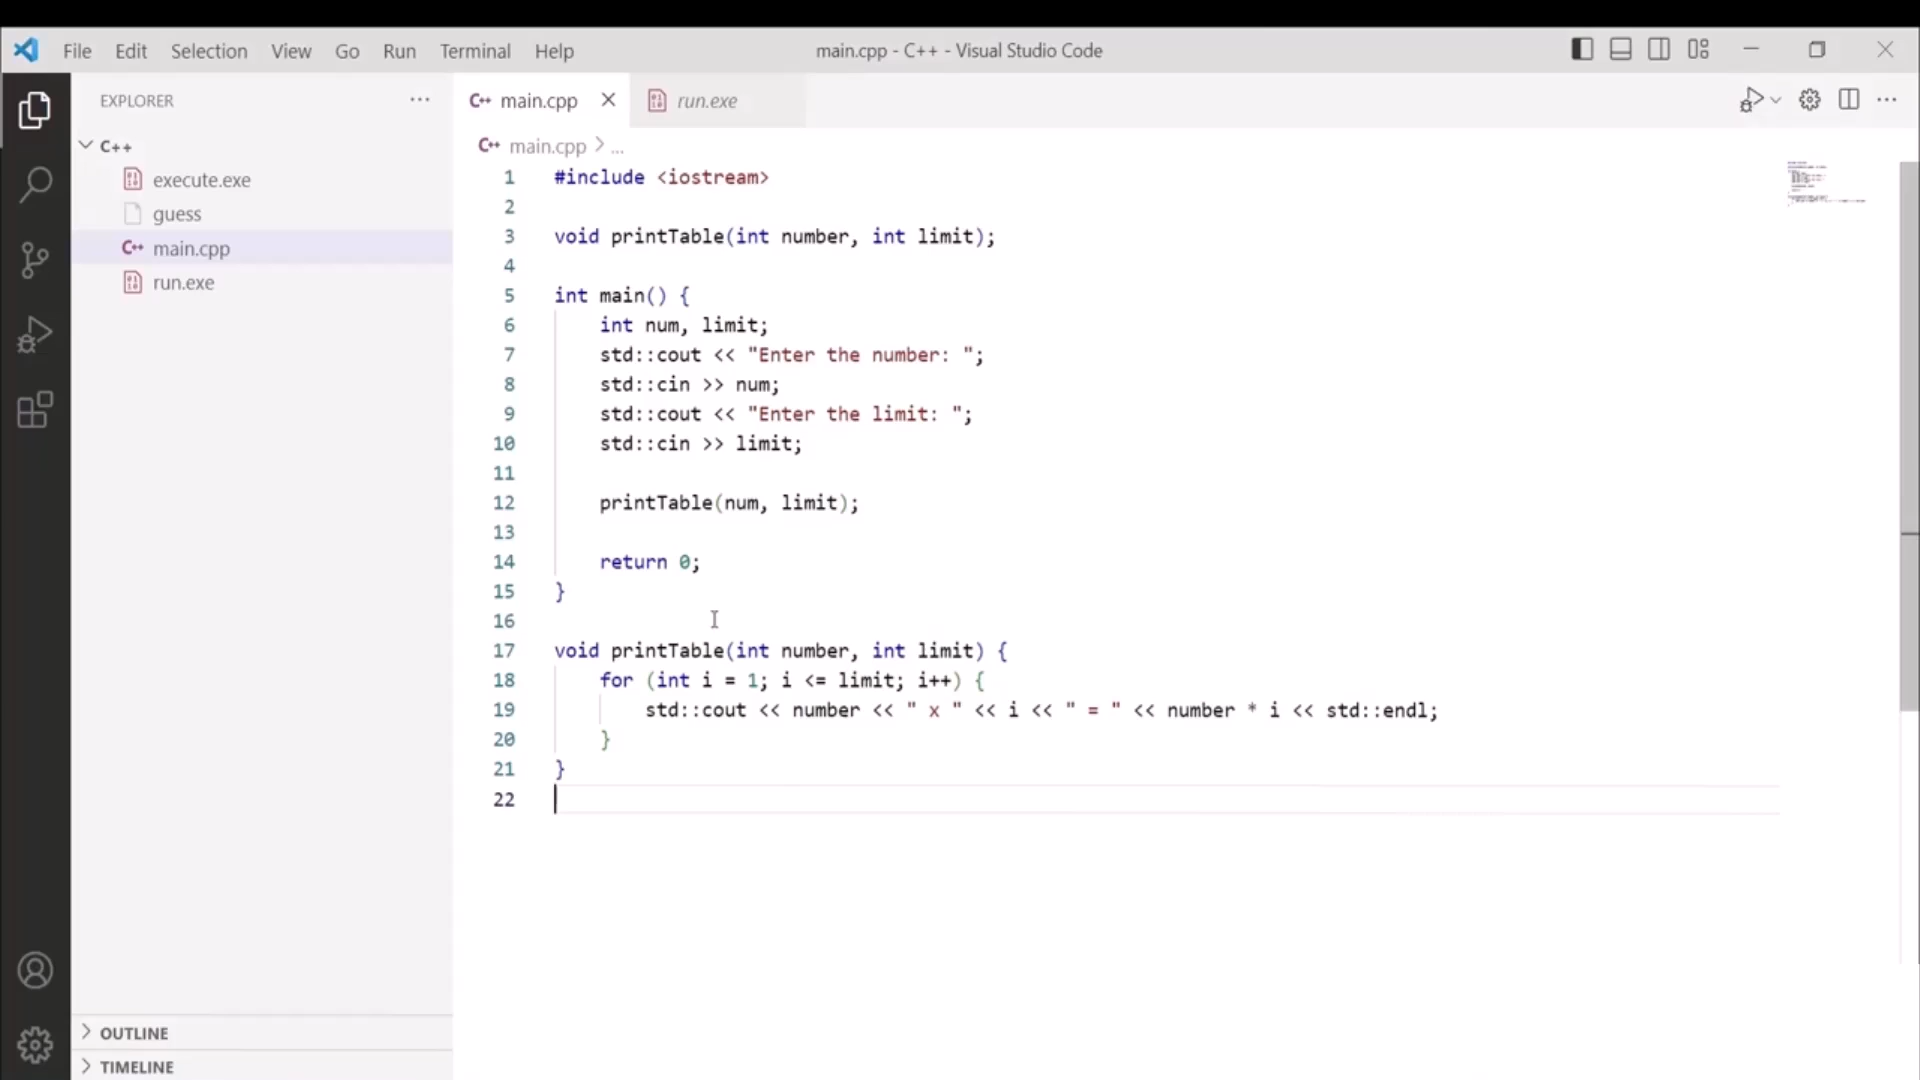 File Edit Selection View Go Run Terminal Help main.cpp - C++ - Visual Studio Code
EXPLORER ...
C++
execute.exe
guess
main.cpp
run.exe
OUTLINE
TIMELINE
main.cpp run.exe
main.cpp > ...
1 #include <iostream>
2
3 void printTable(int number, int limit);
4
5 int main() {
6     int num, limit;
7     std::cout << "Enter the number: ";
8     std::cin >> num;
9     std::cout << "Enter the limit: ";
10     std::cin >> limit;
11
12     printTable(num, limit);
13
14     return 0;
15 }
16
17 void printTable(int number, int limit) {
18     for (int i = 1; i <= limit; i++) {
19         std::cout << number << " x " << i << " = " << number * i << std::endl;
20     }
21 }
22